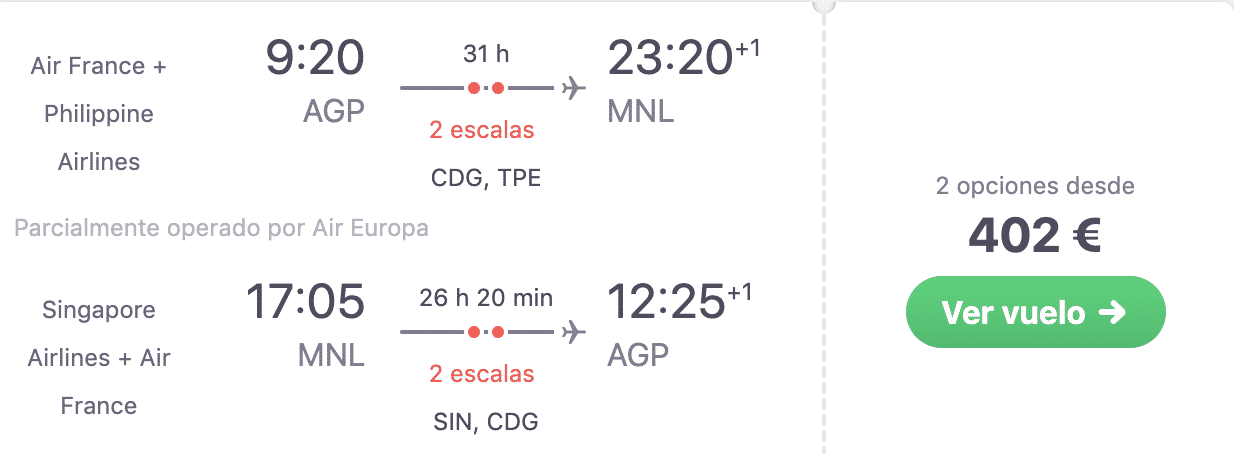 Air France +
Philippine
Airlines
9:20
AGP
31 h
2 escalas
CDG, TPE
23:20+1
MNL
Parcialmente operado por Air Europa
Singapore
Airlines + Air
France
17:05
MNL
26 h 20 min
2 escalas
SIN, CDG
12:25+1
AGP
2 opciones desde
402 €
Ver vuelo →